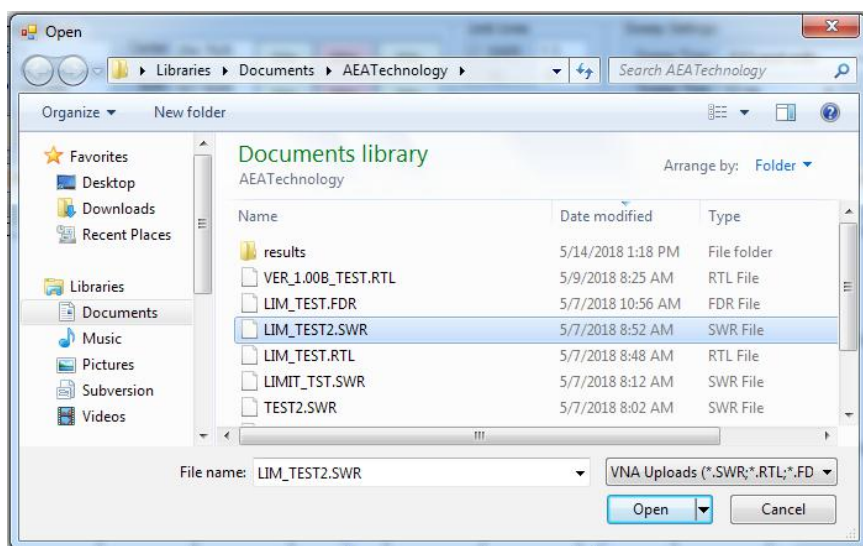 Open
Libraries Documents AEATechnology
Search AEATechnology
Organize New folder
Favorites
Desktop
Downloads
Recent Places
Libraries
Documents
Music
Pictures
Subversion
Videos
Documents library
AEATechnology
Arrange by: Folder
Name Date modified Type
results 5/14/2018 1:18 PM File folder
VER_1.00B_TEST.RTL 5/9/2018 8:25 AM RTL File
LIM_TEST.FDR 5/7/2018 10:56 AM FDR File
LIM_TEST2.SWR 5/7/2018 8:52 AM SWR File
LIM_TEST.RTL 5/7/2018 8:48 AM RTL File
LIMIT_TST.SWR 5/7/2018 8:12 AM SWR File
TEST2.SWR 5/7/2018 8:02 AM SWR File
File name: LIM_TEST2.SWR
VNA Uploads (*.SWR;*.RTL;*.FD
Open Cancel